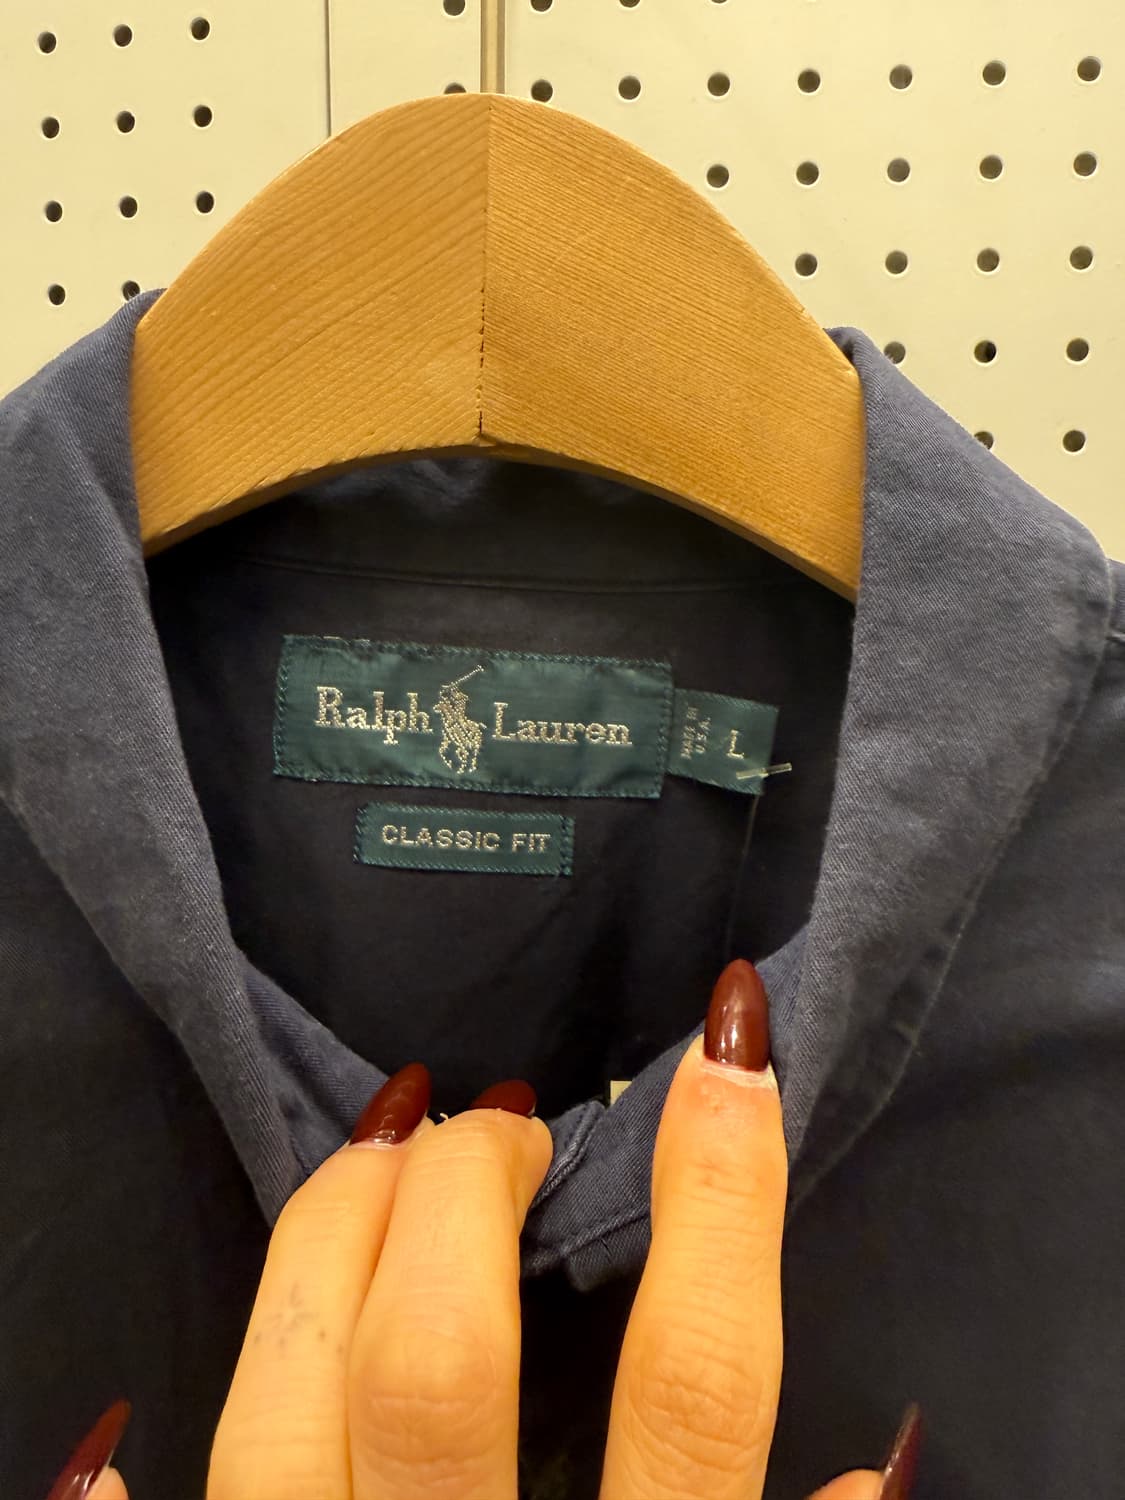 Ralph Lauren
MADE IN
U.S.A.
L
CLASSIC FIT